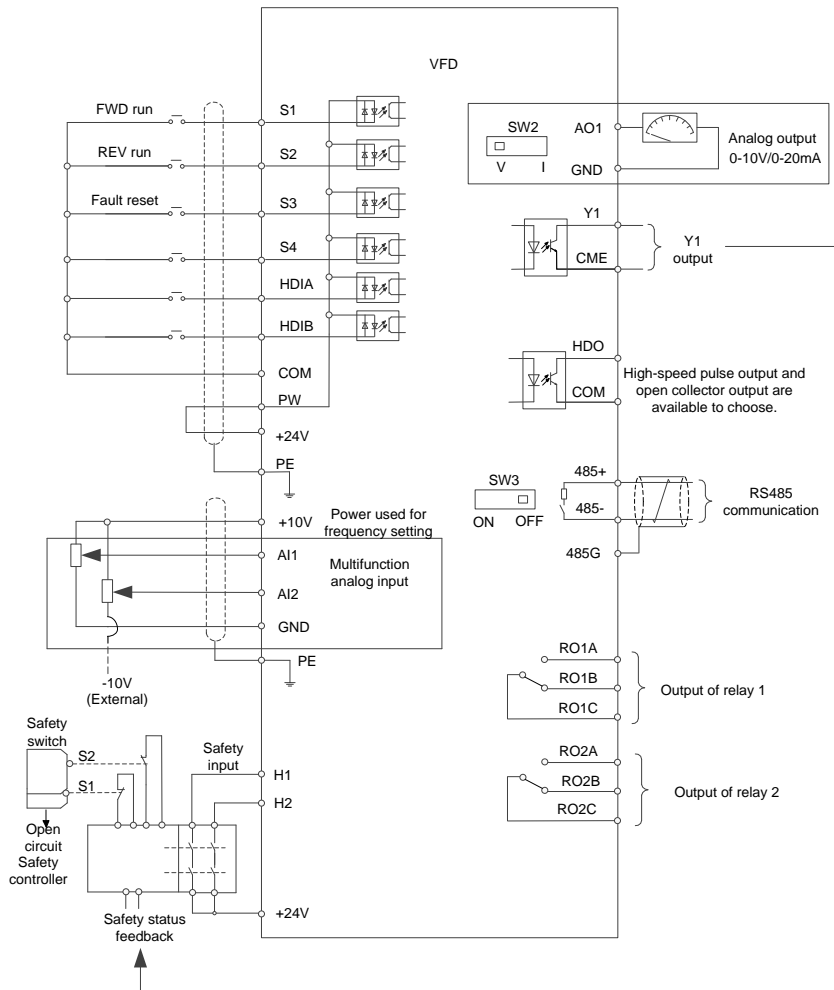 VFD
FWD run
S1
REV run
S2
Fault reset
S3
S4
HDIA
HDIB
COM
PW
+24V
PE
SW2
V I
AO1
GND
Analog output
0-10V/0-20mA
Y1
CME
Y1
output
HDO
COM
High-speed pulse output and
open collector output are
available to choose.
SW3
ON OFF
485+
485-
485G
RS485
communication
+10V
Power used for
frequency setting
AI1
AI2
Multifunction
analog input
GND
PE
-10V
(External)
RO1A
RO1B
RO1C
Output of relay 1
RO2A
RO2B
RO2C
Output of relay 2
Safety
switch
S2
S1
Safety
input
H1
H2
Open
circuit
Safety
controller
+24V
Safety status
feedback